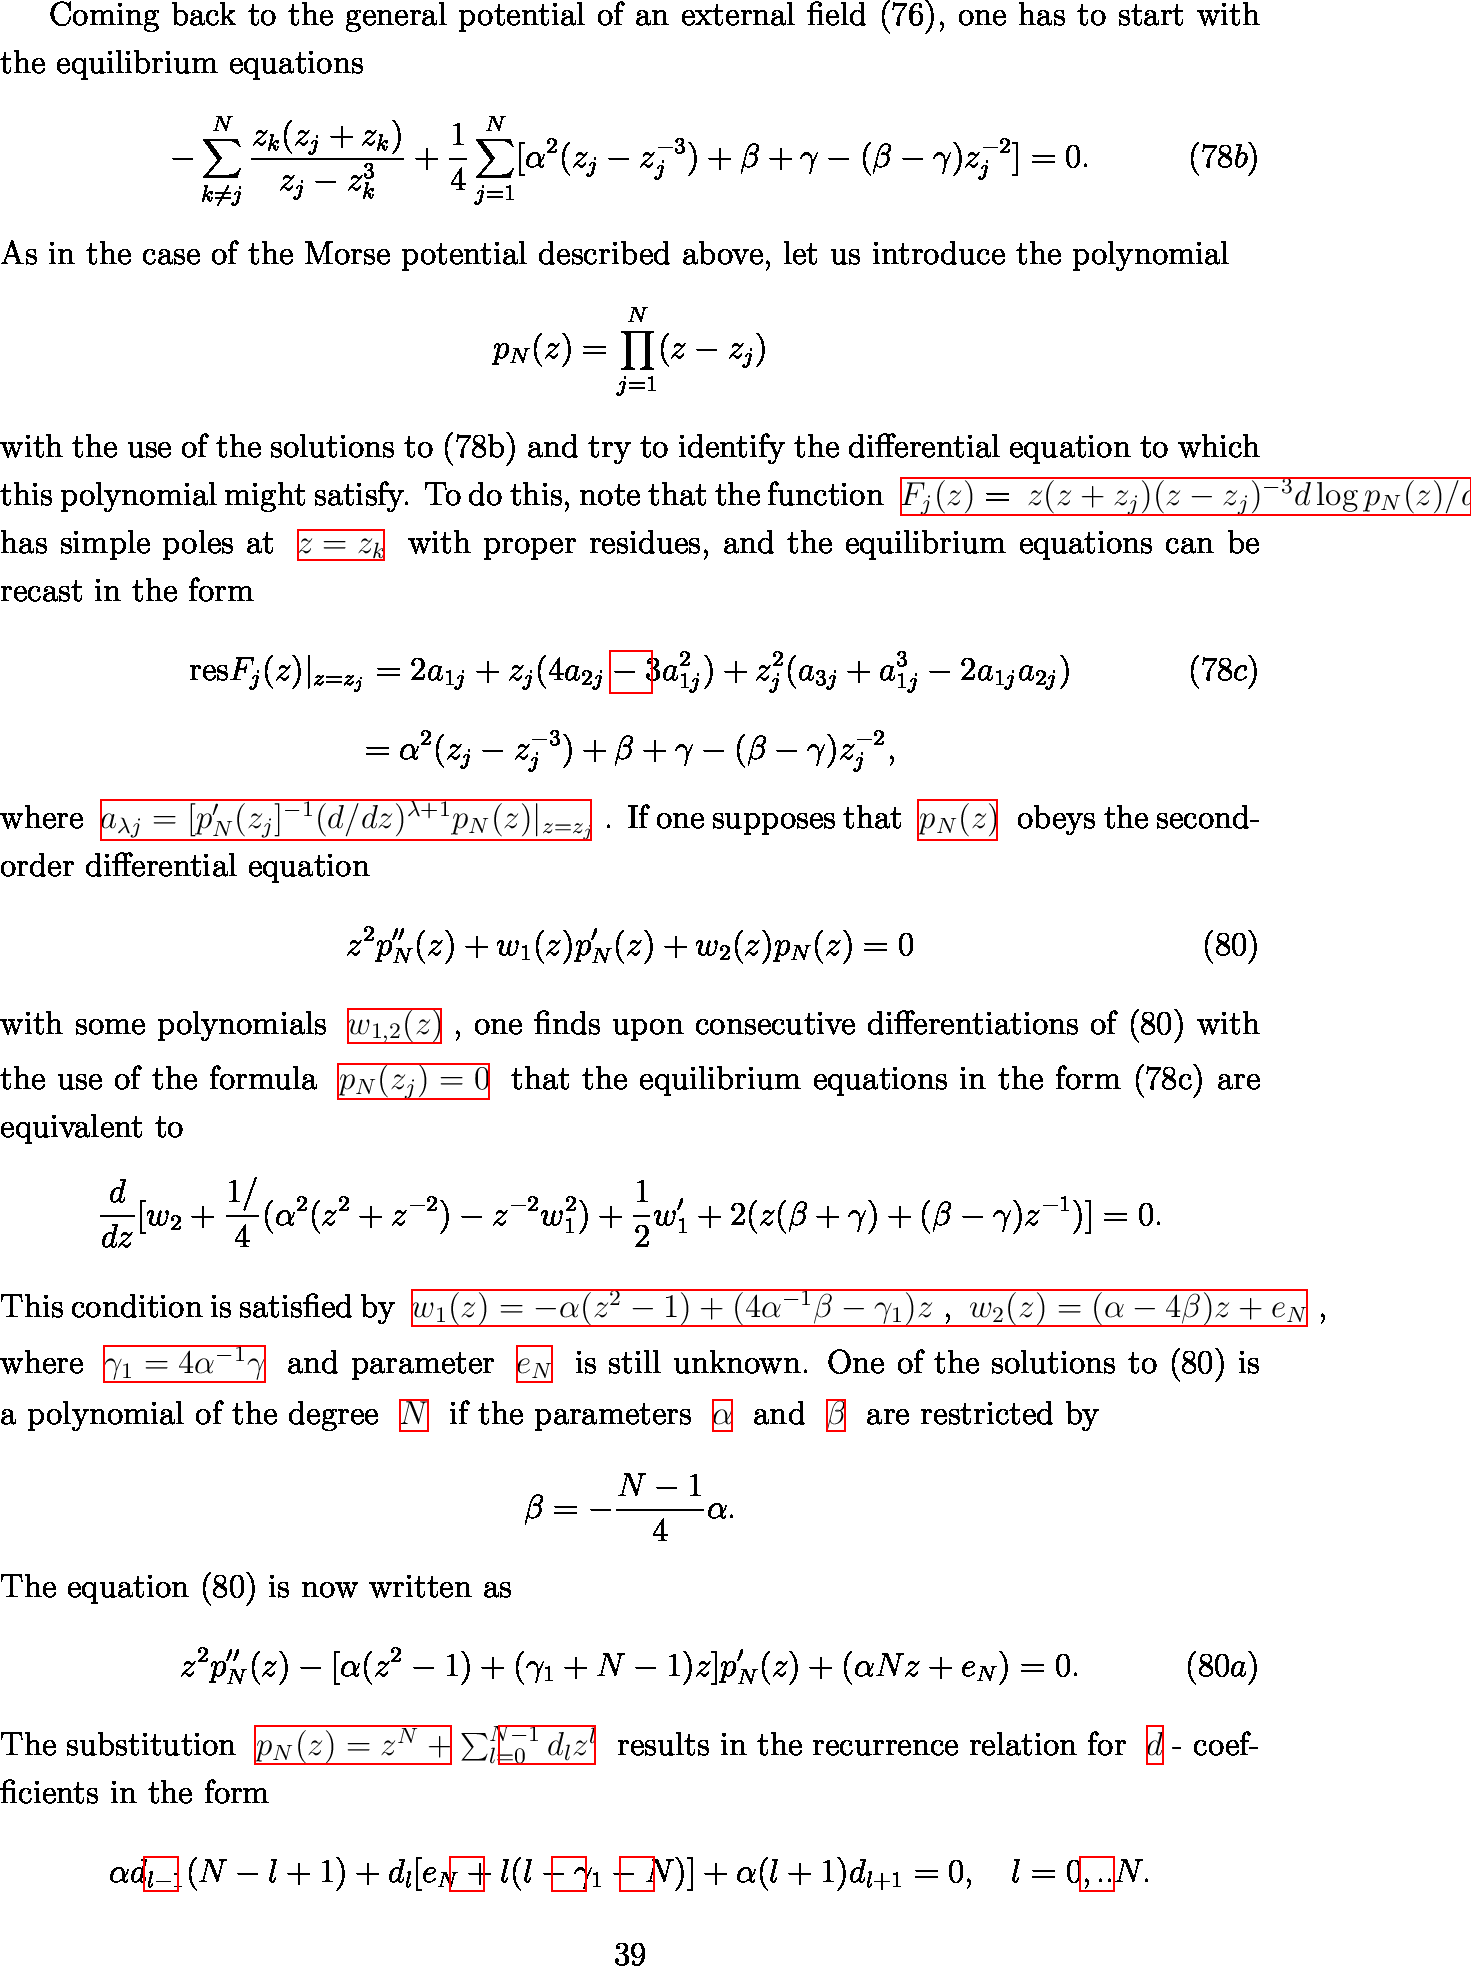 Coming back to the general potential of an external field (76), one has to start with
the equilibrium equations
$$-\sum_{k \neq j}^{N} \frac{z_k(z_j + z_k)}{z_j - z_k^3} + \frac{1}{4} \sum_{j=1}^{N} [\alpha^2(z_j - z_j^{-3}) + \beta + \gamma - (\beta - \gamma)z_j^{-2}] = 0. \quad (78b)$$
As in the case of the Morse potential described above, let us introduce the polynomial
$$p_N(z) = \prod_{j=1}^{N} (z - z_j)$$
with the use of the solutions to (78b) and try to identify the differential equation to which
this polynomial might satisfy. To do this, note that the function $F_j(z) = z(z + z_j)(z - z_j)^{-3} d \log p_N(z)/$
has simple poles at $z = z_k$ with proper residues, and the equilibrium equations can be
recast in the form
$$\text{res} F_j(z)|_{z=z_j} = 2a_{1j} + z_j(4a_{2j} - 3a_{1j}^2) + z_j^2(a_{3j} + a_{1j}^3 - 2a_{1j}a_{2j}) \quad (78c)$$
$$= \alpha^2(z_j - z_j^{-3}) + \beta + \gamma - (\beta - \gamma)z_j^{-2},$$
where $a_{\lambda j} = [p'_N(z_j]^{-1}(d/dz)^{\lambda+1} p_N(z)|_{z=z_j}$ . If one supposes that $p_N(z)$ obeys the second-
order differential equation
$$z^2 p''_N(z) + w_1(z)p'_N(z) + w_2(z)p_N(z) = 0 \quad (80)$$
with some polynomials $w_{1,2}(z)$ , one finds upon consecutive differentiations of (80) with
the use of the formula $p_N(z_j) = 0$ that the equilibrium equations in the form (78c) are
equivalent to
$$\frac{d}{dz}[w_2 + \frac{1/}{4}(\alpha^2(z^2 + z^{-2}) - z^{-2}w_1^2) + \frac{1}{2}w'_1 + 2(z(\beta + \gamma) + (\beta - \gamma)z^{-1})] = 0.$$
This condition is satisfied by $w_1(z) = -\alpha(z^2 - 1) + (4\alpha^{-1}\beta - \gamma_1)z$ , $w_2(z) = (\alpha - 4\beta)z + e_N$ ,
where $\gamma_1 = 4\alpha^{-1}\gamma$ and parameter $e_N$ is still unknown. One of the solutions to (80) is
a polynomial of the degree $N$ if the parameters $\alpha$ and $\beta$ are restricted by
$$\beta = -\frac{N - 1}{4}\alpha.$$
The equation (80) is now written as
$$z^2 p''_N(z) - [\alpha(z^2 - 1) + (\gamma_1 + N - 1)z]p'_N(z) + (\alpha N z + e_N) = 0. \quad (80a)$$
The substitution $p_N(z) = z^N + \sum_{l=0}^{N-1} d_l z^l$ results in the recurrence relation for $d$ - coef-
ficients in the form
$$\alpha d_{l-1}(N - l + 1) + d_l[e_N + l(l - \gamma_1 - N)] + \alpha(l + 1)d_{l+1} = 0, \quad l = 0, ..N.$$
39